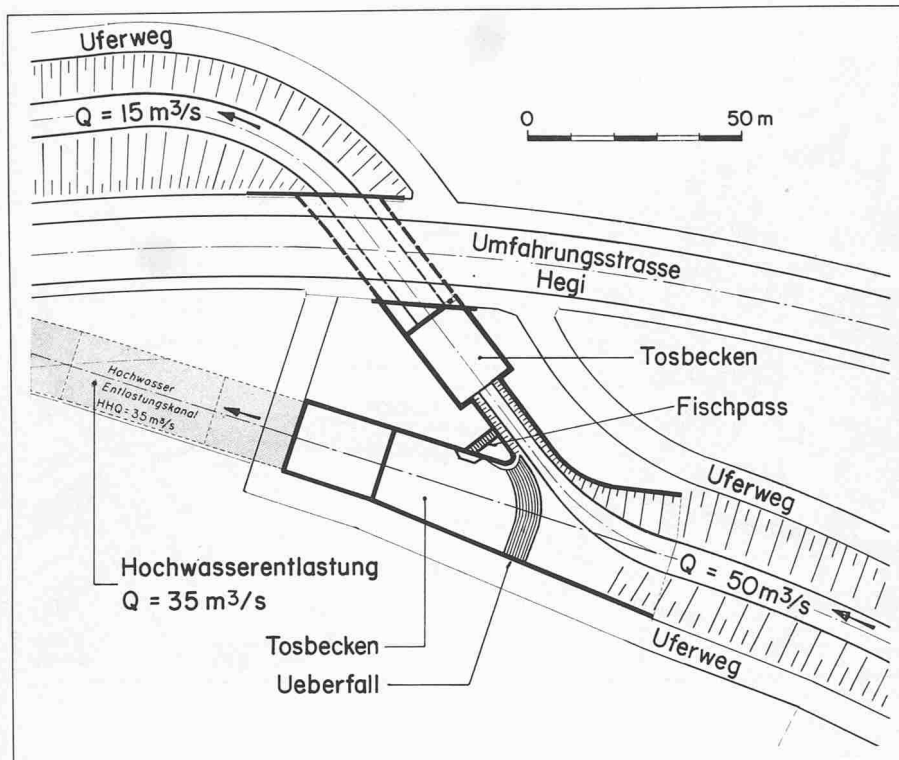 Uferweg
Q = 15 m³/s
0 50 m
Umfahrungsstrasse
Hegi
Tosbecken
Fischpass
Hochwasser
Entlastungskanal
HHQ = 35 m³/s
Uferweg
Hochwasserentlastung
Q = 35 m³/s
Q = 50 m³/s
Tosbecken
Uferweg
Ueberfall